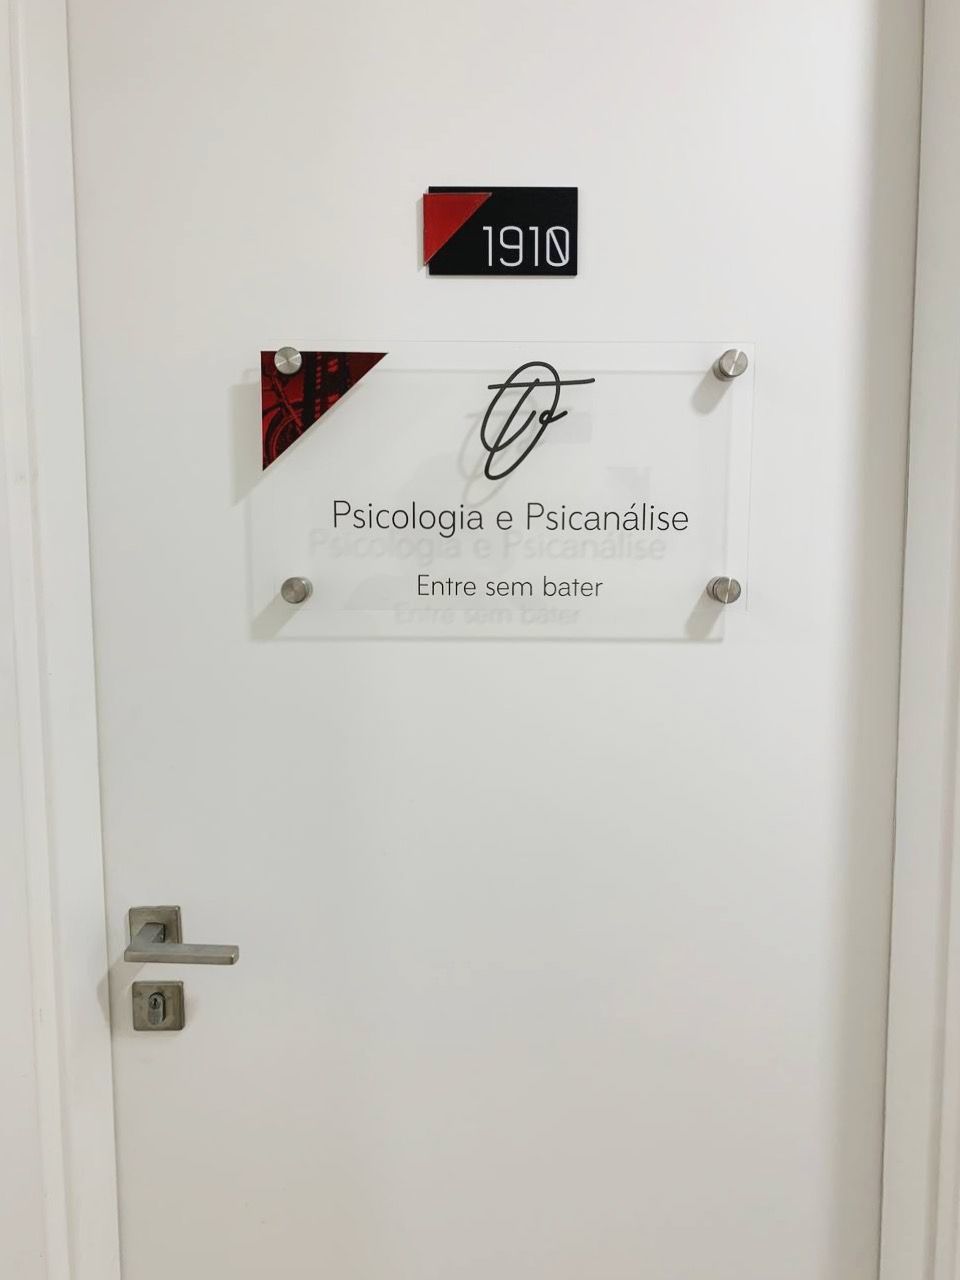 1910
Psicologia e Psicanálise
Entre sem bater